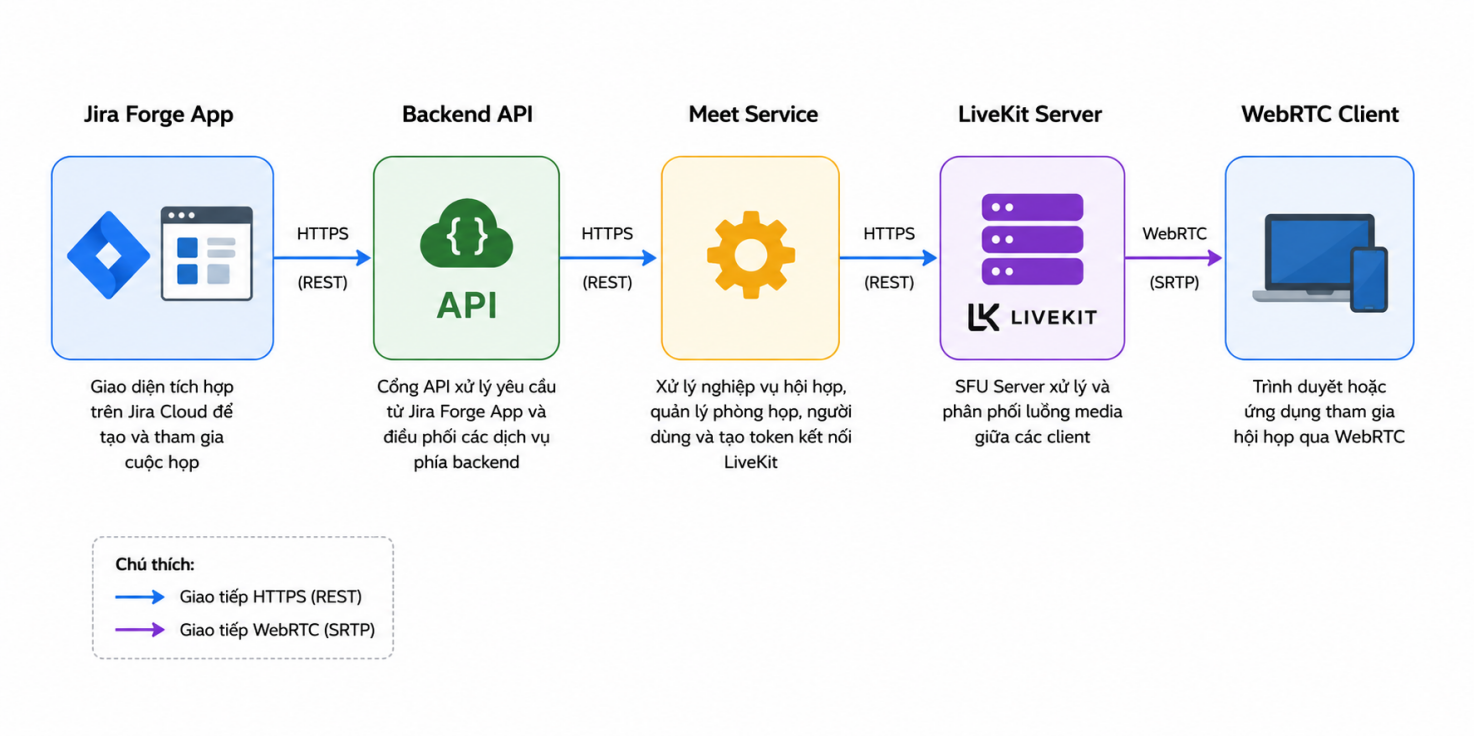 Jira Forge App
Backend API
Meet Service
LiveKit Server
WebRTC Client
HTTPS
(REST)
HTTPS
(REST)
HTTPS
(REST)
WebRTC
(SRTP)
{ }
API
LK LIVEKIT
Giao diện tích hợp
trên Jira Cloud để
tạo và tham gia
cuộc họp
Cổng API xử lý yêu cầu
từ Jira Forge App và
điều phối các dịch vụ
phía backend
Xử lý nghiệp vụ hội họp,
quản lý phòng họp, người
dùng và tạo token kết nối
LiveKit
SFU Server xử lý và
phân phối luồng media
giữa các client
Trình duyệt hoặc
ứng dụng tham gia
hội họp qua WebRTC
Chú thích:
Giao tiếp HTTPS (REST)
Giao tiếp WebRTC (SRTP)